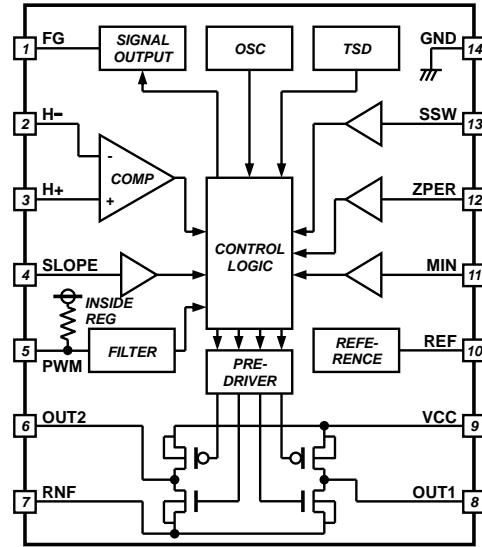 FG
SIGNAL
OUTPUT
OSC
TSD
GND
1
14
H−
SSW
2
13
-
COMP
+
H+
ZPER
3
12
CONTROL
LOGIC
SLOPE
MIN
4
11
INSIDE
REG
PWM
5
FILTER
PRE-
DRIVER
REFE-
RENCE
REF
10
OUT2
VCC
6
9
RNF
OUT1
7
8